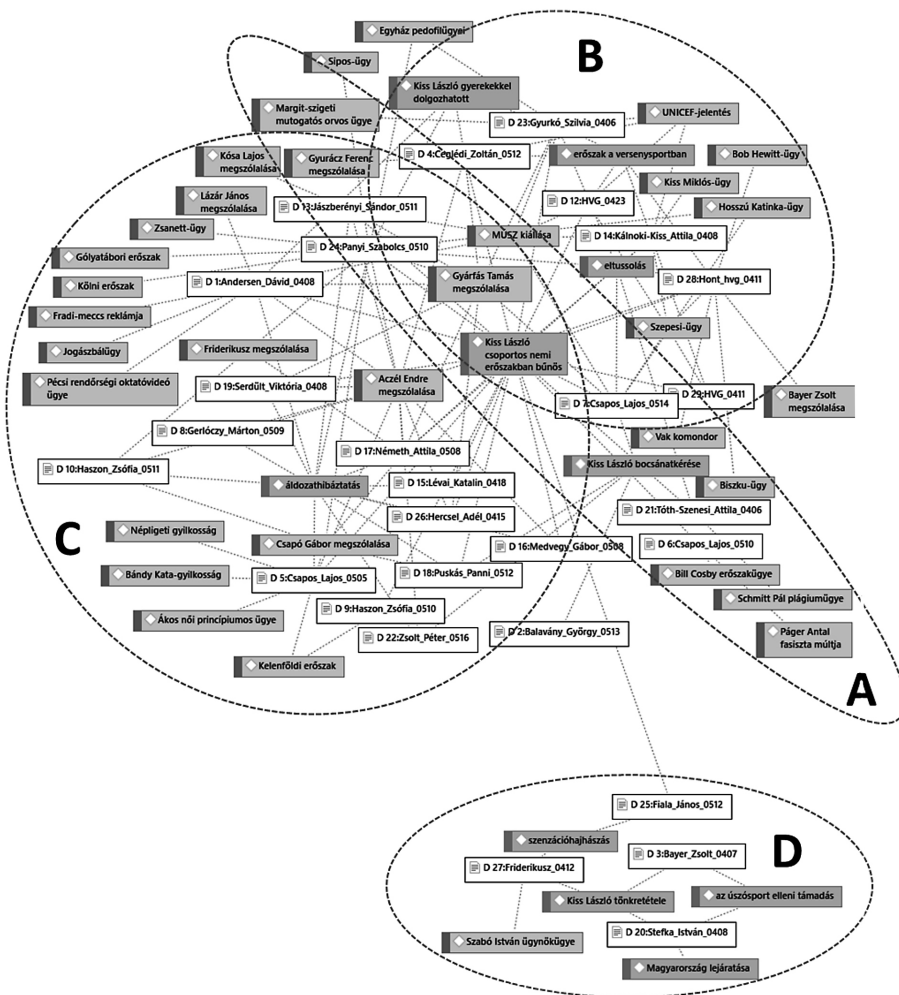 Egyház pedofilügyei
B
Sipos-ügy
Kiss László gyerekekkel
dolgozhatott
Margit-szigeti
mutogatós orvos ügye
UNICEF-jelentés
D 23:Gyurkó_Szilvia_0406
Kósa Lajos
megszólalása
Gyurácz Ferenc
megszólalása
D 4:Ceglédi_Zoltán_0512
erőszak a versenysportban
Bob Hewitt-ügy
Kiss Miklós-ügy
Lázár János
megszólalása
D 13:Jászberényi_Sándor_0511
D 12:HVG_0423
Hosszú Katinka-ügy
Zsanett-ügy
MÚSZ kiállása
D 14:Kálnoki-Kiss_Attila_0408
D 24:Panyi_Szabolcs_0510
Gólyatábori erőszak
eltussolás
Gyárfás Tamás
megszólalása
D 1:Andersen_Dávid_0408
D 28:Hont_hvg_0411
Kölni erőszak
Fradi-meccs reklámja
Szepesi-ügy
Jogászbálügy
Friderikusz megszólalása
Kiss László
csoportos nemi
erőszakban bűnös
Pécsi rendőrségi oktatóvideó
ügye
D 19:Serdült_Viktória_0408
Aczél Endre
megszólalása
D 7:Csapos_Lajos_0514
D 29:HVG_0411
Bayer Zsolt
megszólalása
D 8:Gerlóczy_Márton_0509
Vak komondor
D 17:Németh_Attila_0508
D 10:Haszon_Zsófia_0511
Kiss László bocsánatkérése
áldozathibáztatás
D 15:Lévai_Katalin_0418
Biszku-ügy
D 21:Tóth-Szenesi_Attila_0406
D 26:Hercsel_Adél_0415
Népligeti gyilkosság
C
Csapó Gábor megszólalása
D 16:Medvegy_Gábor_0508
D 6:Csapos_Lajos_0510
Bándy Kata-gyilkosság
D 5:Csapos_Lajos_0505
D 18:Puskás_Panni_0512
Bill Cosby erőszakügye
Schmitt Pál plágiumügye
D 9:Haszon_Zsófia_0510
Ákos női princípiumos ügye
D 22:Zsolt_Péter_0516
D 2:Balavány_György_0513
Páger Antal
fasiszta múltja
Kelenföldi erőszak
A
D 25:Fiala_János_0512
szenzációhajhászás
D 3:Bayer_Zsolt_0407
D
D 27:Friderikusz_0412
Kiss László tönkretétele
az úszósport elleni támadás
D 20:Stefka_István_0408
Szabó István ügynökügye
Magyarország lejáratása